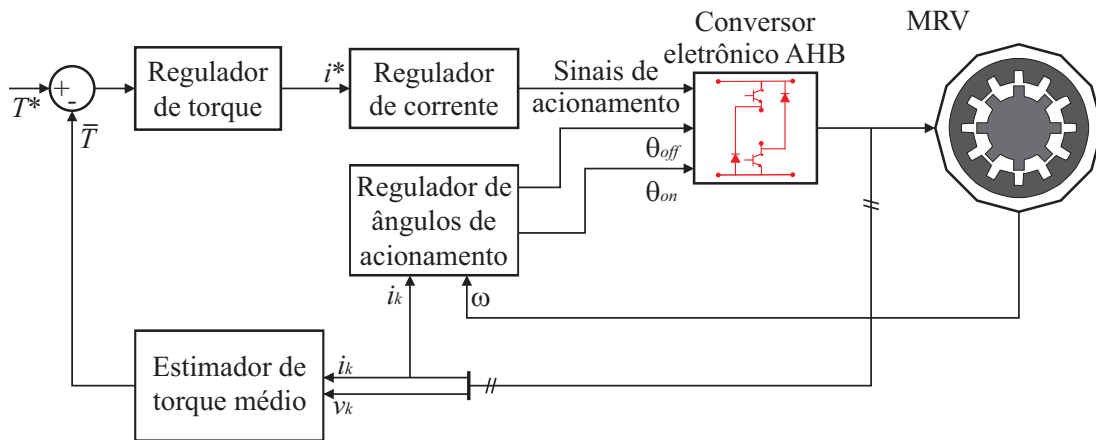 Conversor
eletrônico AHB
MRV
T*
+
-
T̅
Regulador
de torque
i*
Regulador
de corrente
Sinais de
acionamento
θoff
θon
Regulador de
ângulos de
acionamento
ik
ω
Estimador de
torque médio
ik
vk